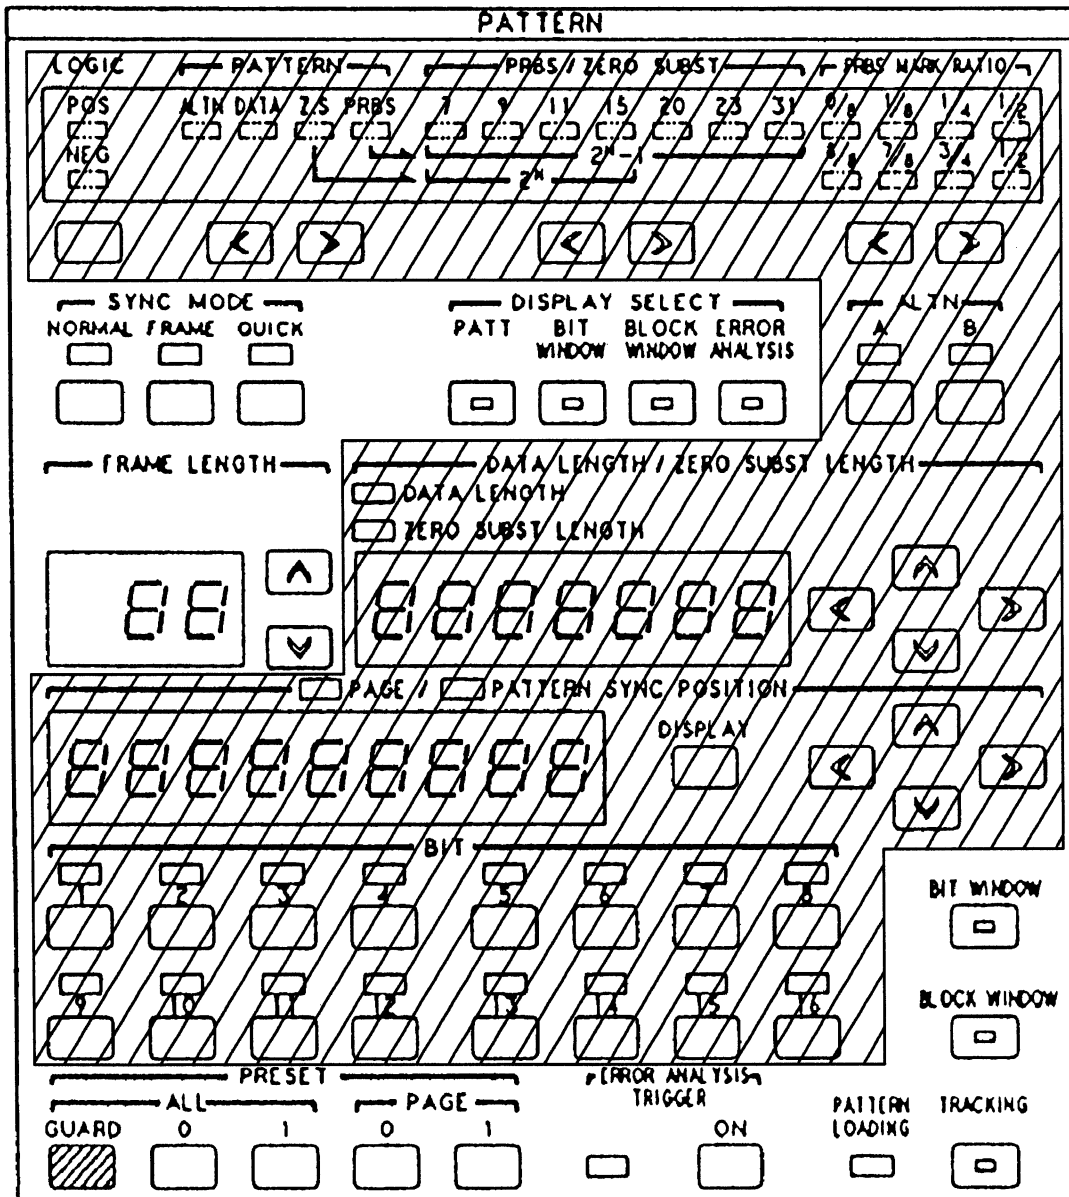 PATTERN
LOGIC PATTERN PRBS / ZERO SUBST PRBS MARK RATIO
POS ALTN DATA Z.S PRBS 7 9 11 15 20 23 31 0/8 1/8 1/4 1/2
NEG 2ᴺ-1 8/8 7/8 3/4 1/2
2ᴺ
SYNC MODE DISPLAY SELECT ALTN
NORMAL FRAME QUICK PATT BIT WINDOW BLOCK WINDOW ERROR ANALYSIS A B
FRAME LENGTH DATA LENGTH / ZERO SUBST LENGTH
DATA LENGTH
ZERO SUBST LENGTH
PAGE / PATTERN SYNC POSITION
DISPLAY
BIT
1 2 3 4 5 6 7 8
BIT WINDOW
9 10 11 12 13 14 15 16
BLOCK WINDOW
PRESET ERROR ANALYSIS TRIGGER
ALL PAGE PATTERN LOADING TRACKING
GUARD 0 1 0 1 ON